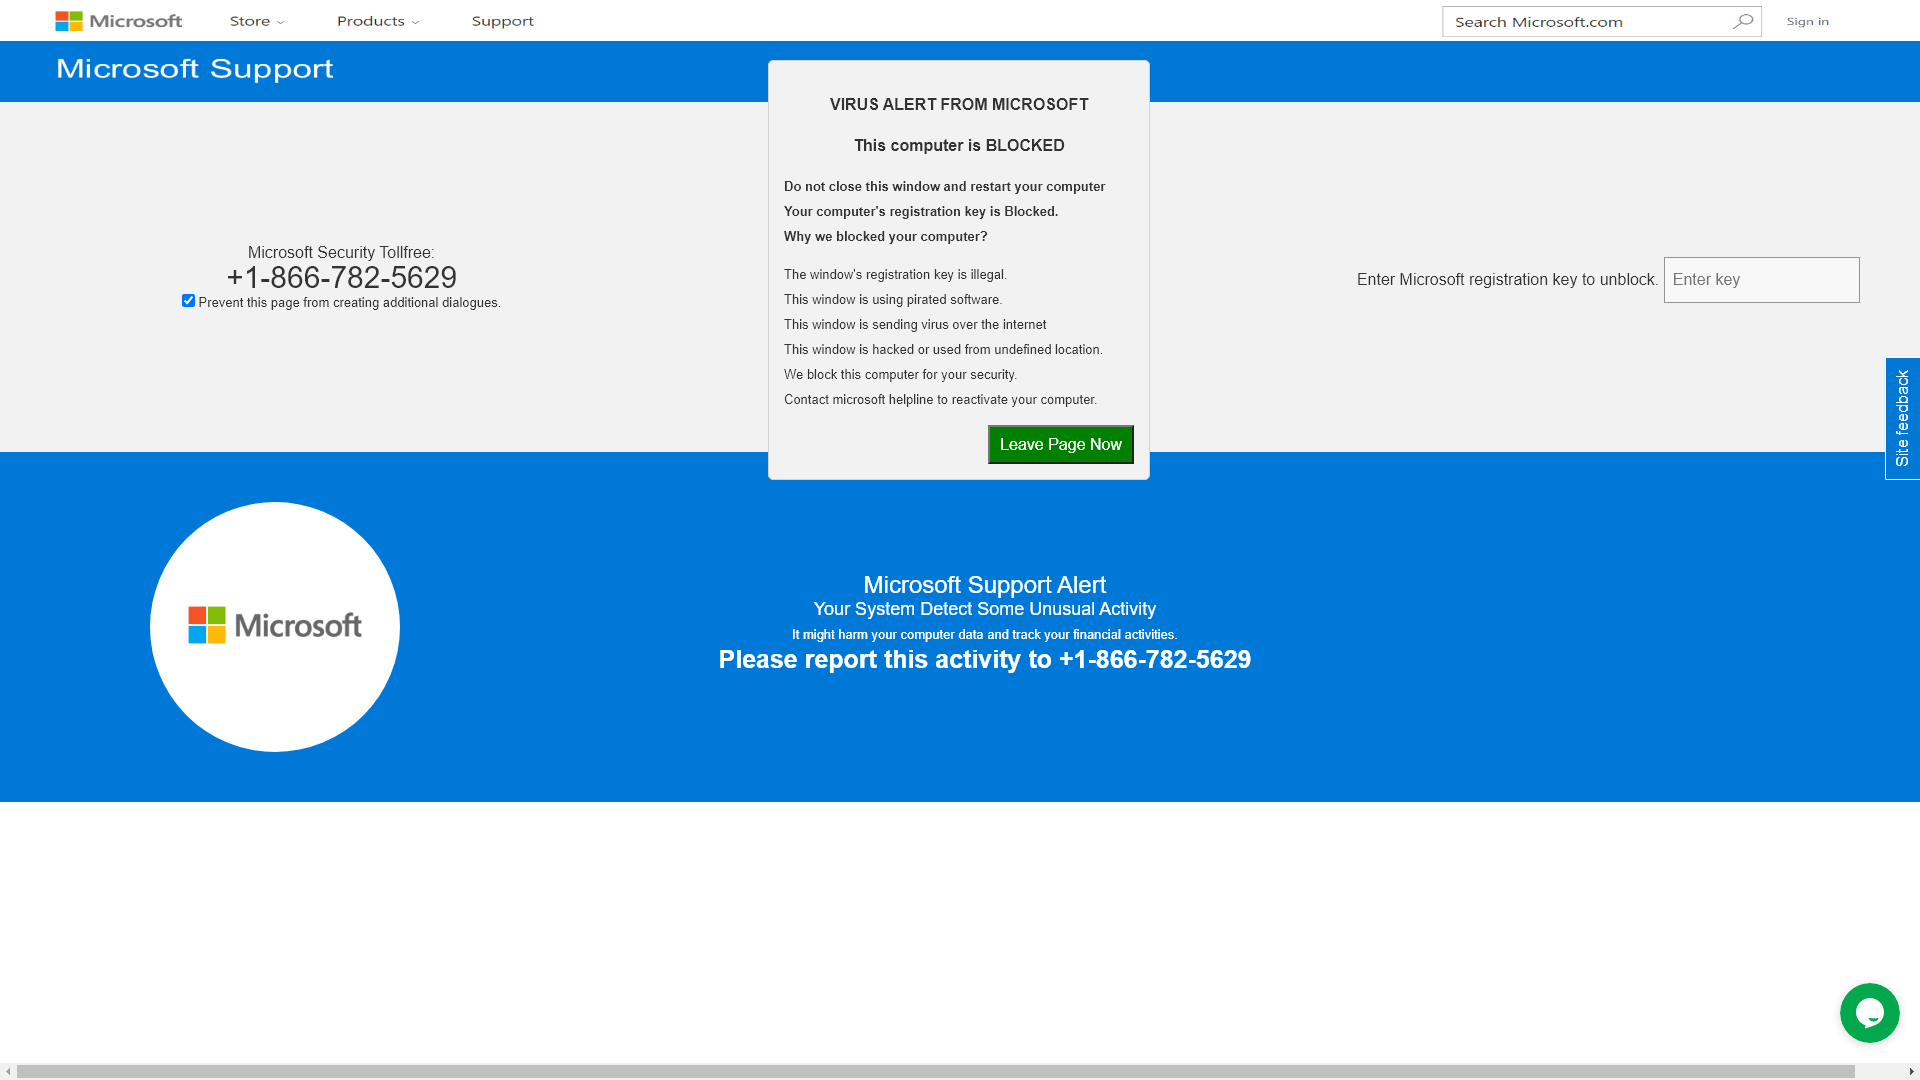 Microsoft
Store
Products
Support
Search Microsoft.com
Sign in
Microsoft Support
VIRUS ALERT FROM MICROSOFT
This computer is BLOCKED
Do not close this window and restart your computer
Your computer's registration key is Blocked.
Why we blocked your computer?
The window's registration key is illegal.
This window is using pirated software.
This window is sending virus over the internet
This window is hacked or used from undefined location.
We block this computer for your security.
Contact microsoft helpline to reactivate your computer.
Leave Page Now
Microsoft Security Tollfree:
+1-866-782-5629
Prevent this page from creating additional dialogues.
Enter Microsoft registration key to unblock.
Enter key
Site feedback
Microsoft
Microsoft Support Alert
Your System Detect Some Unusual Activity
It might harm your computer data and track your financial activities.
Please report this activity to +1-866-782-5629